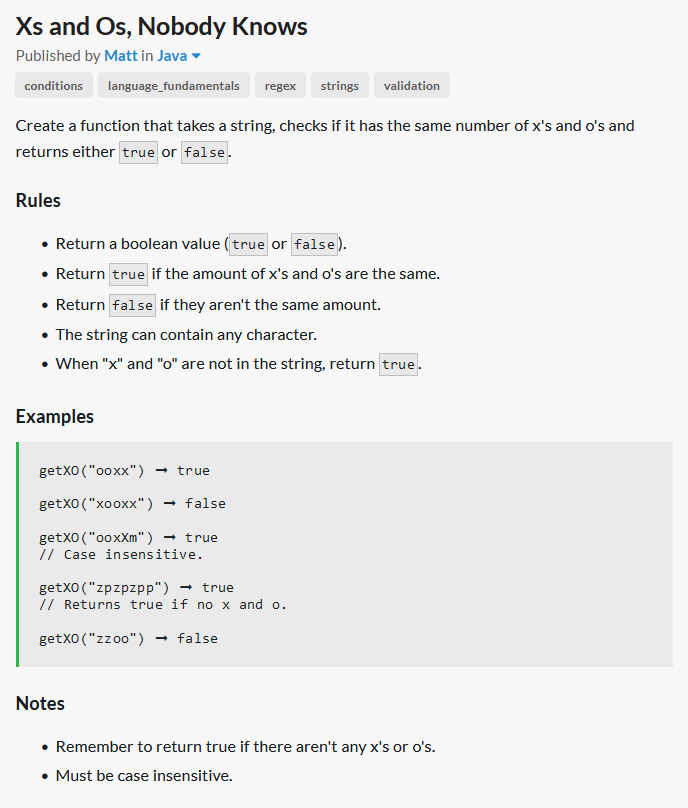 Xs and Os, Nobody Knows
Published by Matt in Java
conditions language_fundamentals regex strings validation
Create a function that takes a string, checks if it has the same number of x's and o's and
returns either true or false.
Rules
• Return a boolean value (true or false).
• Return true if the amount of x's and o's are the same.
• Return false if they aren't the same amount.
• The string can contain any character.
• When "x" and "o" are not in the string, return true.
Examples
getXO("ooxx") ➞ true
getXO("xooxx") ➞ false
getXO("ooxXm") ➞ true
// Case insensitive.
getXO("zpzpzpp") ➞ true
// Returns true if no x and o.
getXO("zzoo") ➞ false
Notes
• Remember to return true if there aren't any x's or o's.
• Must be case insensitive.